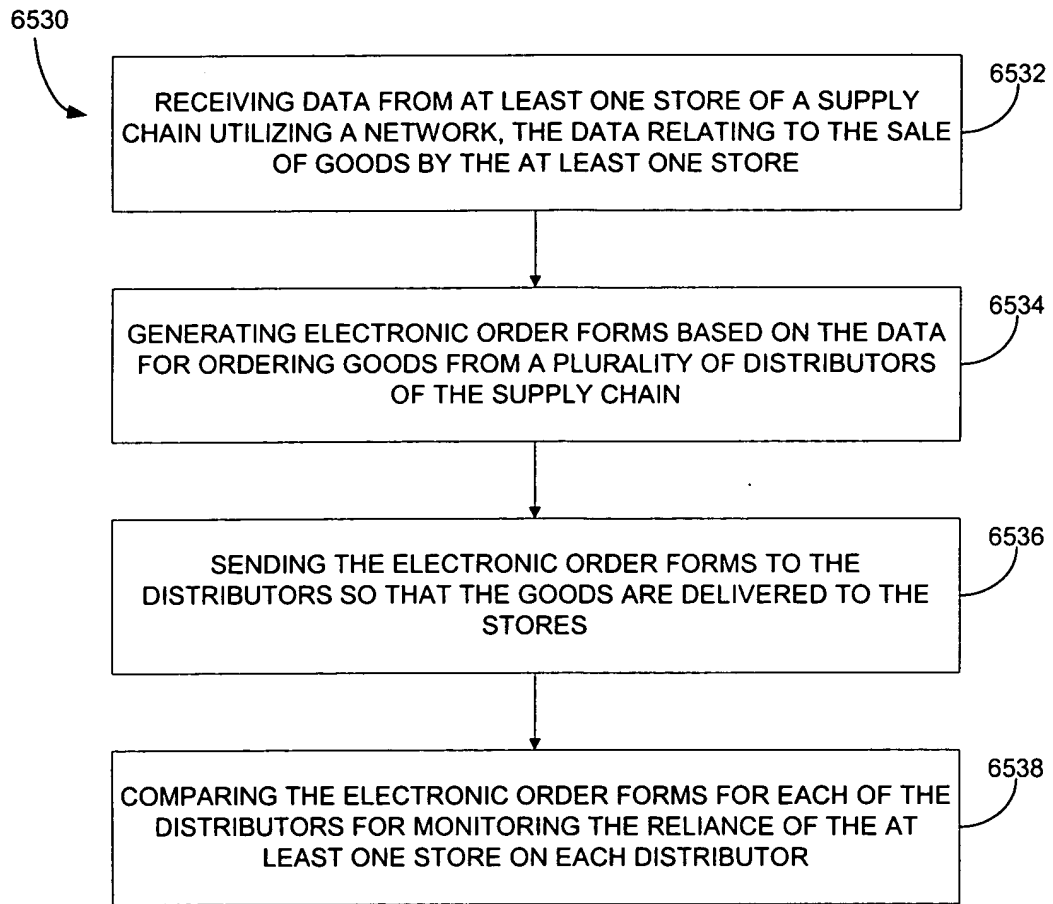 6530
6532
RECEIVING DATA FROM AT LEAST ONE STORE OF A SUPPLY
CHAIN UTILIZING A NETWORK, THE DATA RELATING TO THE SALE
OF GOODS BY THE AT LEAST ONE STORE
6534
GENERATING ELECTRONIC ORDER FORMS BASED ON THE DATA
FOR ORDERING GOODS FROM A PLURALITY OF DISTRIBUTORS
OF THE SUPPLY CHAIN
6536
SENDING THE ELECTRONIC ORDER FORMS TO THE
DISTRIBUTORS SO THAT THE GOODS ARE DELIVERED TO THE
STORES
6538
COMPARING THE ELECTRONIC ORDER FORMS FOR EACH OF THE
DISTRIBUTORS FOR MONITORING THE RELIANCE OF THE AT
LEAST ONE STORE ON EACH DISTRIBUTOR